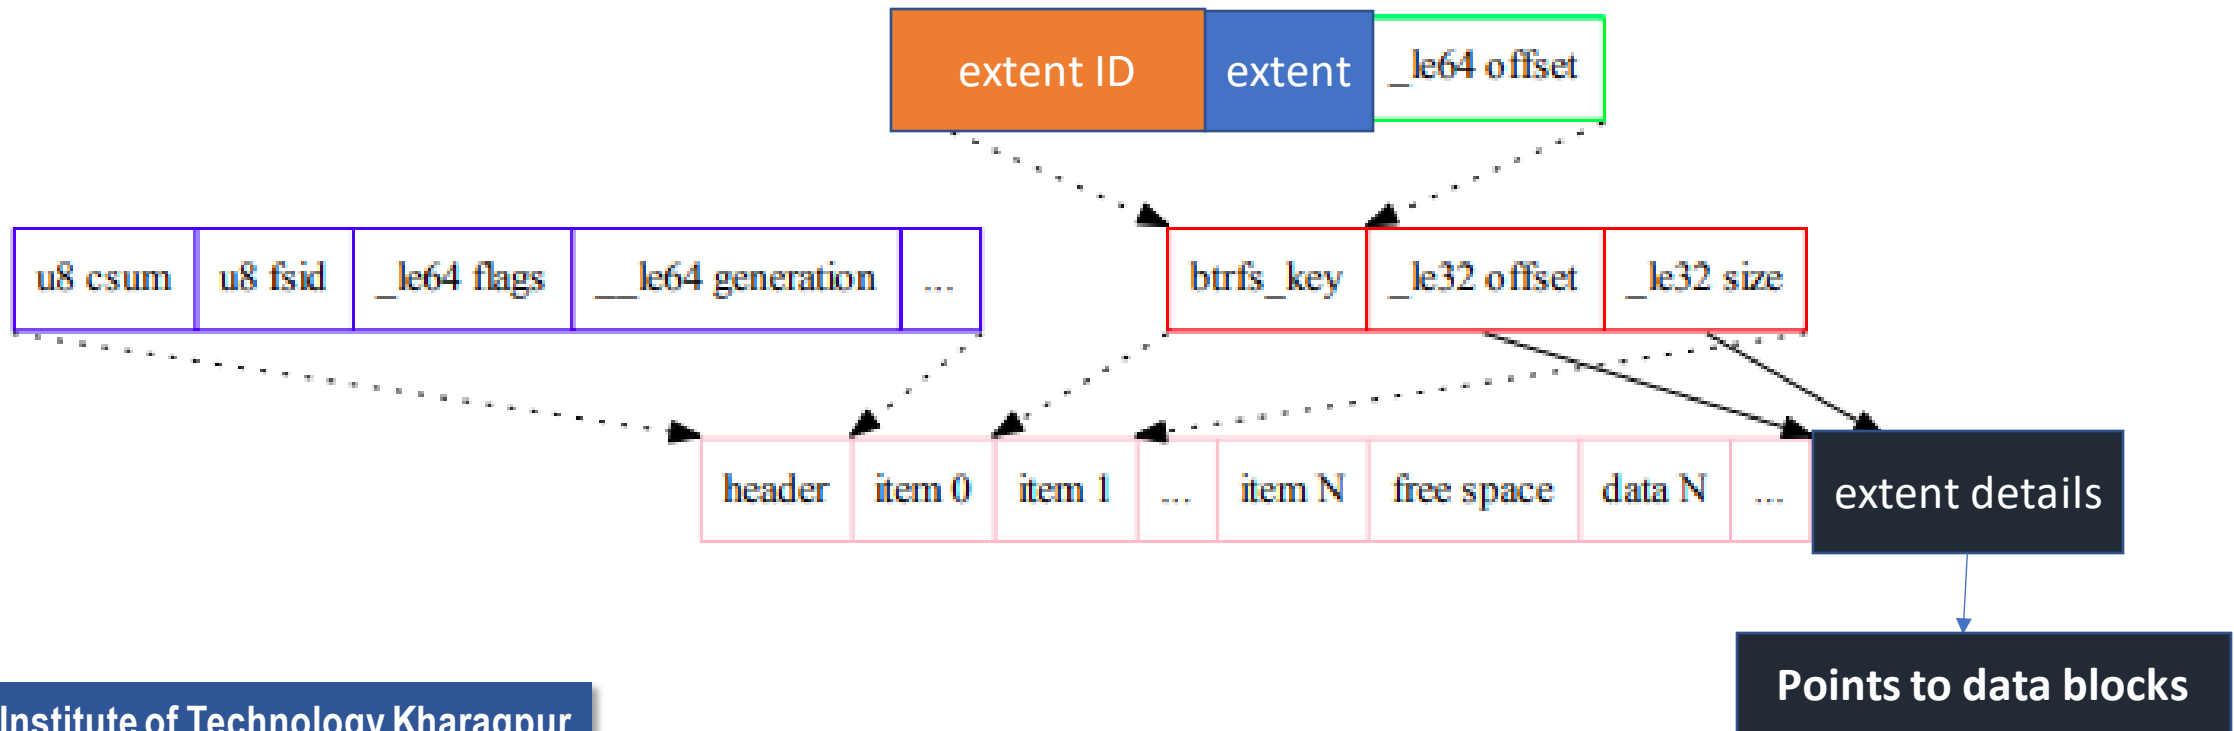 extent ID extent _le64 offset
u8 csum u8 fsid _le64 flags __le64 generation ... btrfs_key _le32 offset _le32 size
header item 0 item 1 ... item N free space data N ... extent details
Points to data blocks
Institute of Technology Kharagpur